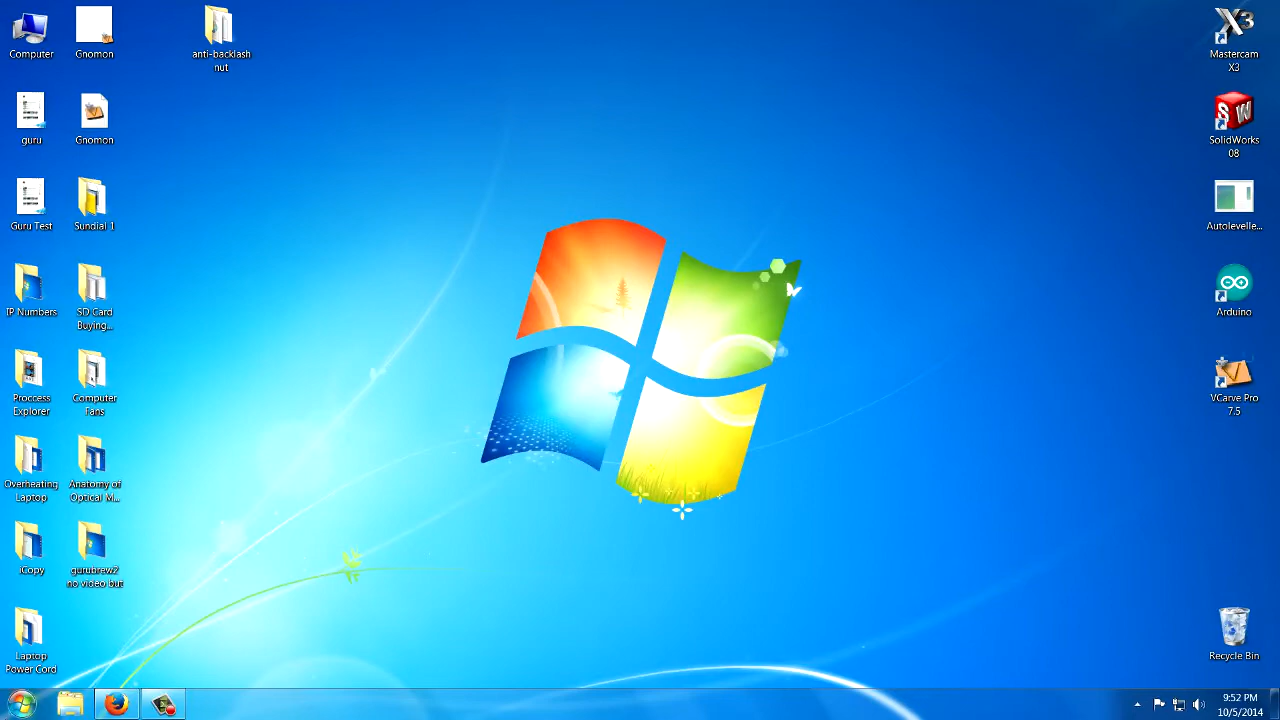 Computer
Gnomon
anti-backlash
nut
Mastercam
X3
guru
Gnomon
SolidWorks
08
Guru Test
Sundial 1
Autolevelle...
IP Numbers
SD Card
Buying...
Arduino
Proccess
Explorer
Computer
Fans
VCarve Pro
7.5
Overheating
Laptop
Anatomy of
Optical M...
iCopy
gurubrew2
no video but
Laptop
Power Cord
Recycle Bin
9:52 PM
10/5/2014